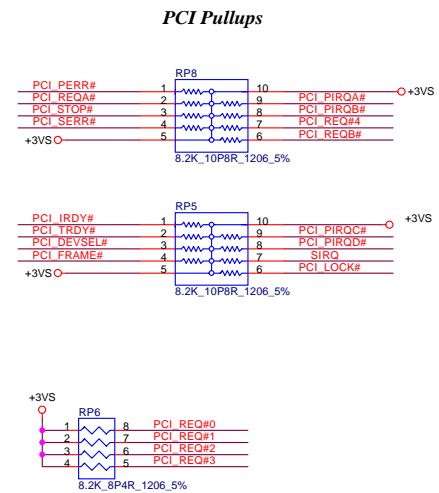 PCI Pullups
RP8
PCI_PERR# 1 10 +3VS
PCI_REQA# 2 9 PCI_PIRQA#
PCI_STOP# 3 8 PCI_PIRQB#
PCI_SERR# 4 7 PCI_REQ#4
+3VS 5 6 PCI_REQB#
8.2K_10P8R_1206_5%
RP5
PCI_IRDY# 1 10 +3VS
PCI_TRDY# 2 9 PCI_PIRQC#
PCI_DEVSEL# 3 8 PCI_PIRQD#
PCI_FRAME# 4 7 SIRQ
+3VS 5 6 PCI_LOCK#
8.2K_10P8R_1206_5%
+3VS
RP6
1 8 PCI_REQ#0
2 7 PCI_REQ#1
3 6 PCI_REQ#2
4 5 PCI_REQ#3
8.2K_8P4R_1206_5%